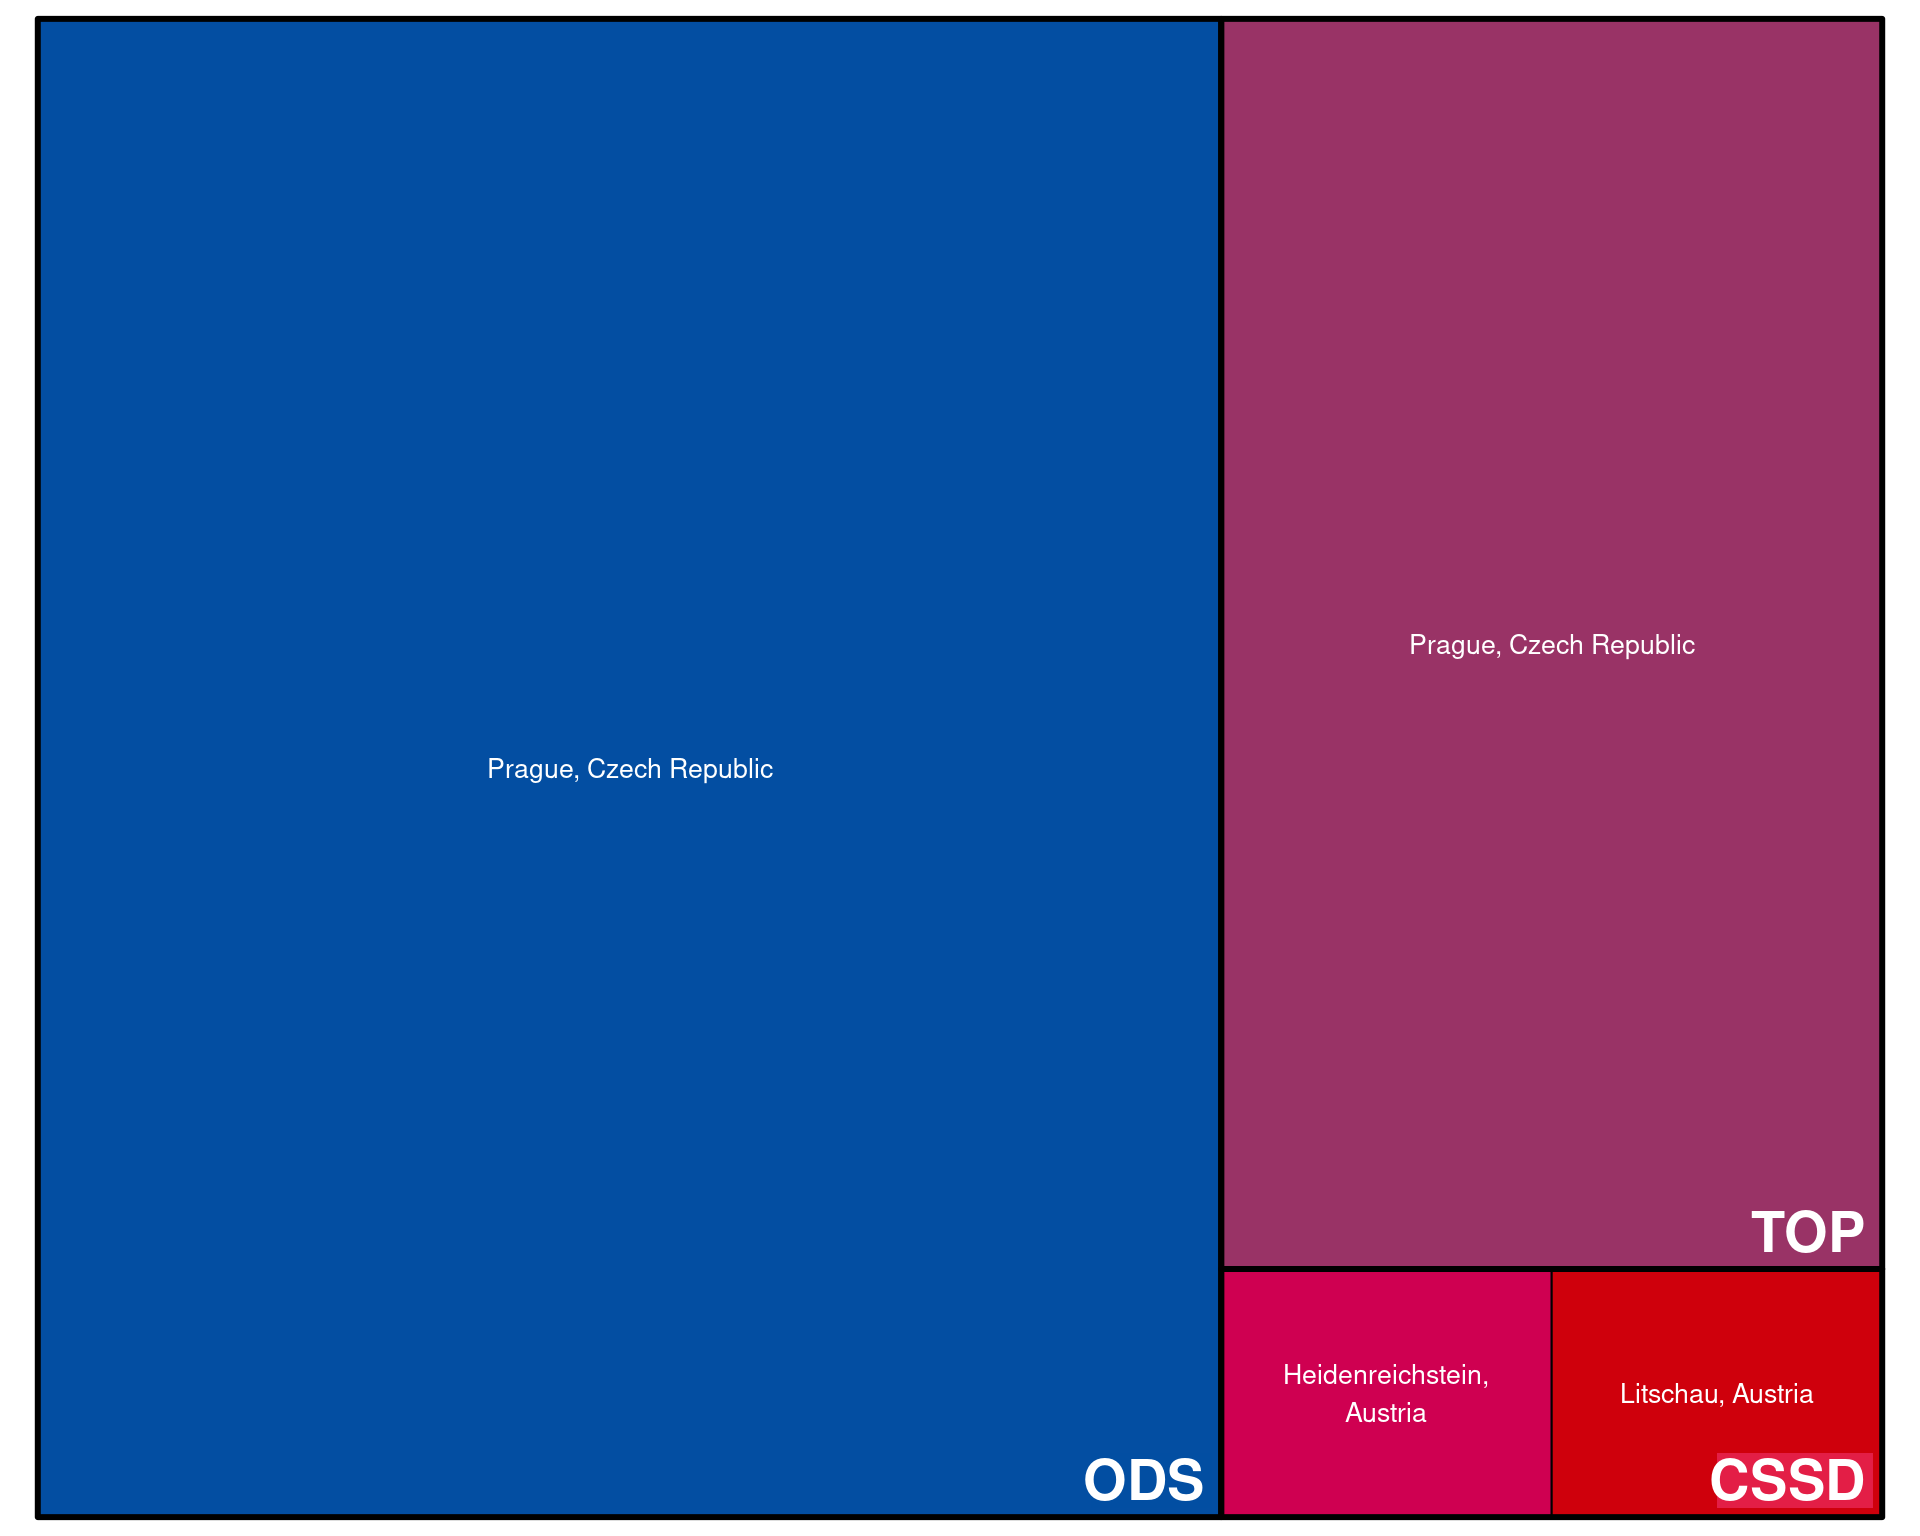 Prague, Czech Republic
ODS
Prague, Czech Republic
TOP
Heidenreichstein,
Austria
Litschau, Austria
CSSD